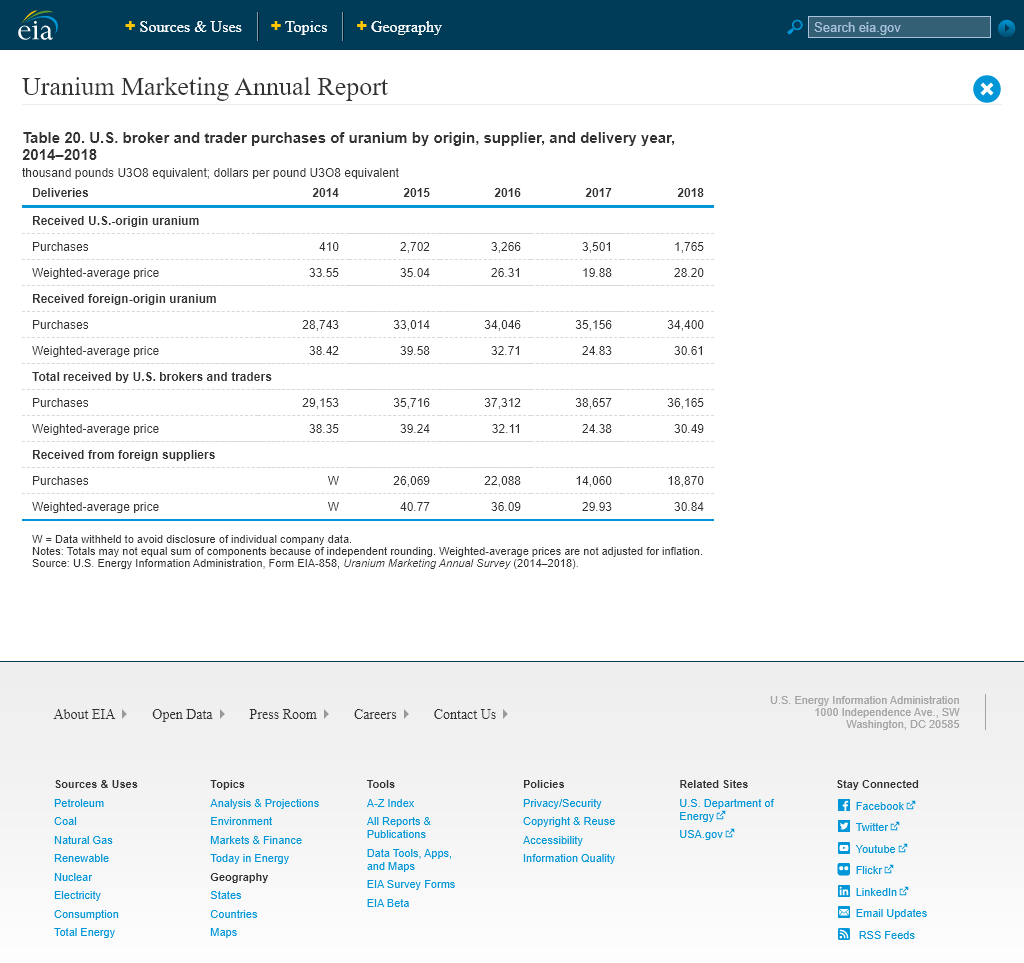 eia
Sources & Uses
Topics
Geography
Search eia.gov
Uranium Marketing Annual Report
Table 20. U.S. broker and trader purchases of uranium by origin, supplier, and delivery year,
2014–2018
thousand pounds U3O8 equivalent; dollars per pound U3O8 equivalent
Deliveries 2014 2015 2016 2017 2018
Received U.S.-origin uranium
Purchases 410 2,702 3,266 3,501 1,765
Weighted-average price 33.55 35.04 26.31 19.88 28.20
Received foreign-origin uranium
Purchases 28,743 33,014 34,046 35,156 34,400
Weighted-average price 38.42 39.58 32.71 24.83 30.61
Total received by U.S. brokers and traders
Purchases 29,153 35,716 37,312 38,657 36,165
Weighted-average price 38.35 39.24 32.11 24.38 30.49
Received from foreign suppliers
Purchases W 26,069 22,088 14,060 18,870
Weighted-average price W 40.77 36.09 29.93 30.84
W = Data withheld to avoid disclosure of individual company data.
Notes: Totals may not equal sum of components because of independent rounding. Weighted-average prices are not adjusted for inflation.
Source: U.S. Energy Information Administration, Form EIA-858, Uranium Marketing Annual Survey (2014–2018).
About EIA
Open Data
Press Room
Careers
Contact Us
U.S. Energy Information Administration
1000 Independence Ave., SW
Washington, DC 20585
Sources & Uses
Petroleum
Coal
Natural Gas
Renewable
Nuclear
Electricity
Consumption
Total Energy
Topics
Analysis & Projections
Environment
Markets & Finance
Today in Energy
Geography
States
Countries
Maps
Tools
A-Z Index
All Reports &
Publications
Data Tools, Apps,
and Maps
EIA Survey Forms
EIA Beta
Policies
Privacy/Security
Copyright & Reuse
Accessibility
Information Quality
Related Sites
U.S. Department of
Energy
USA.gov
Stay Connected
Facebook
Twitter
Youtube
Flickr
LinkedIn
Email Updates
RSS Feeds